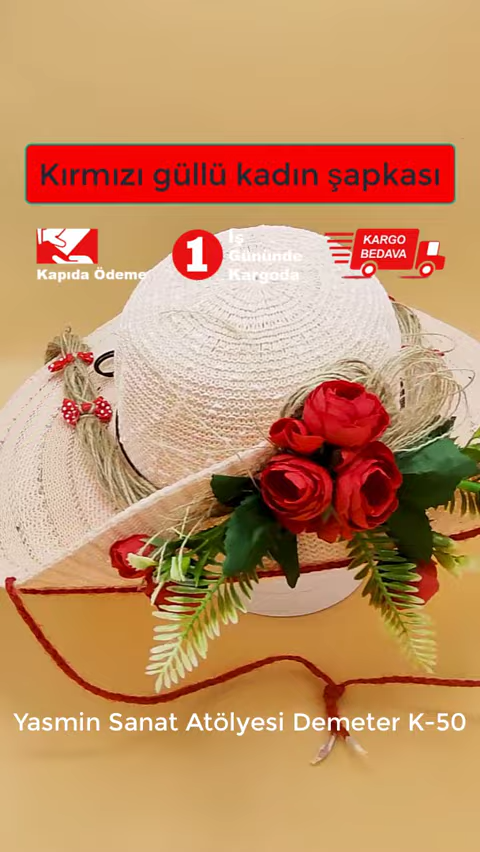 Kırmızı güllü kadın şapkası
Kapıda Ödeme
1
İş
Gününde
Kargoda
KARGO
BEDAVA
Yasmin Sanat Atölyesi Demeter K-50